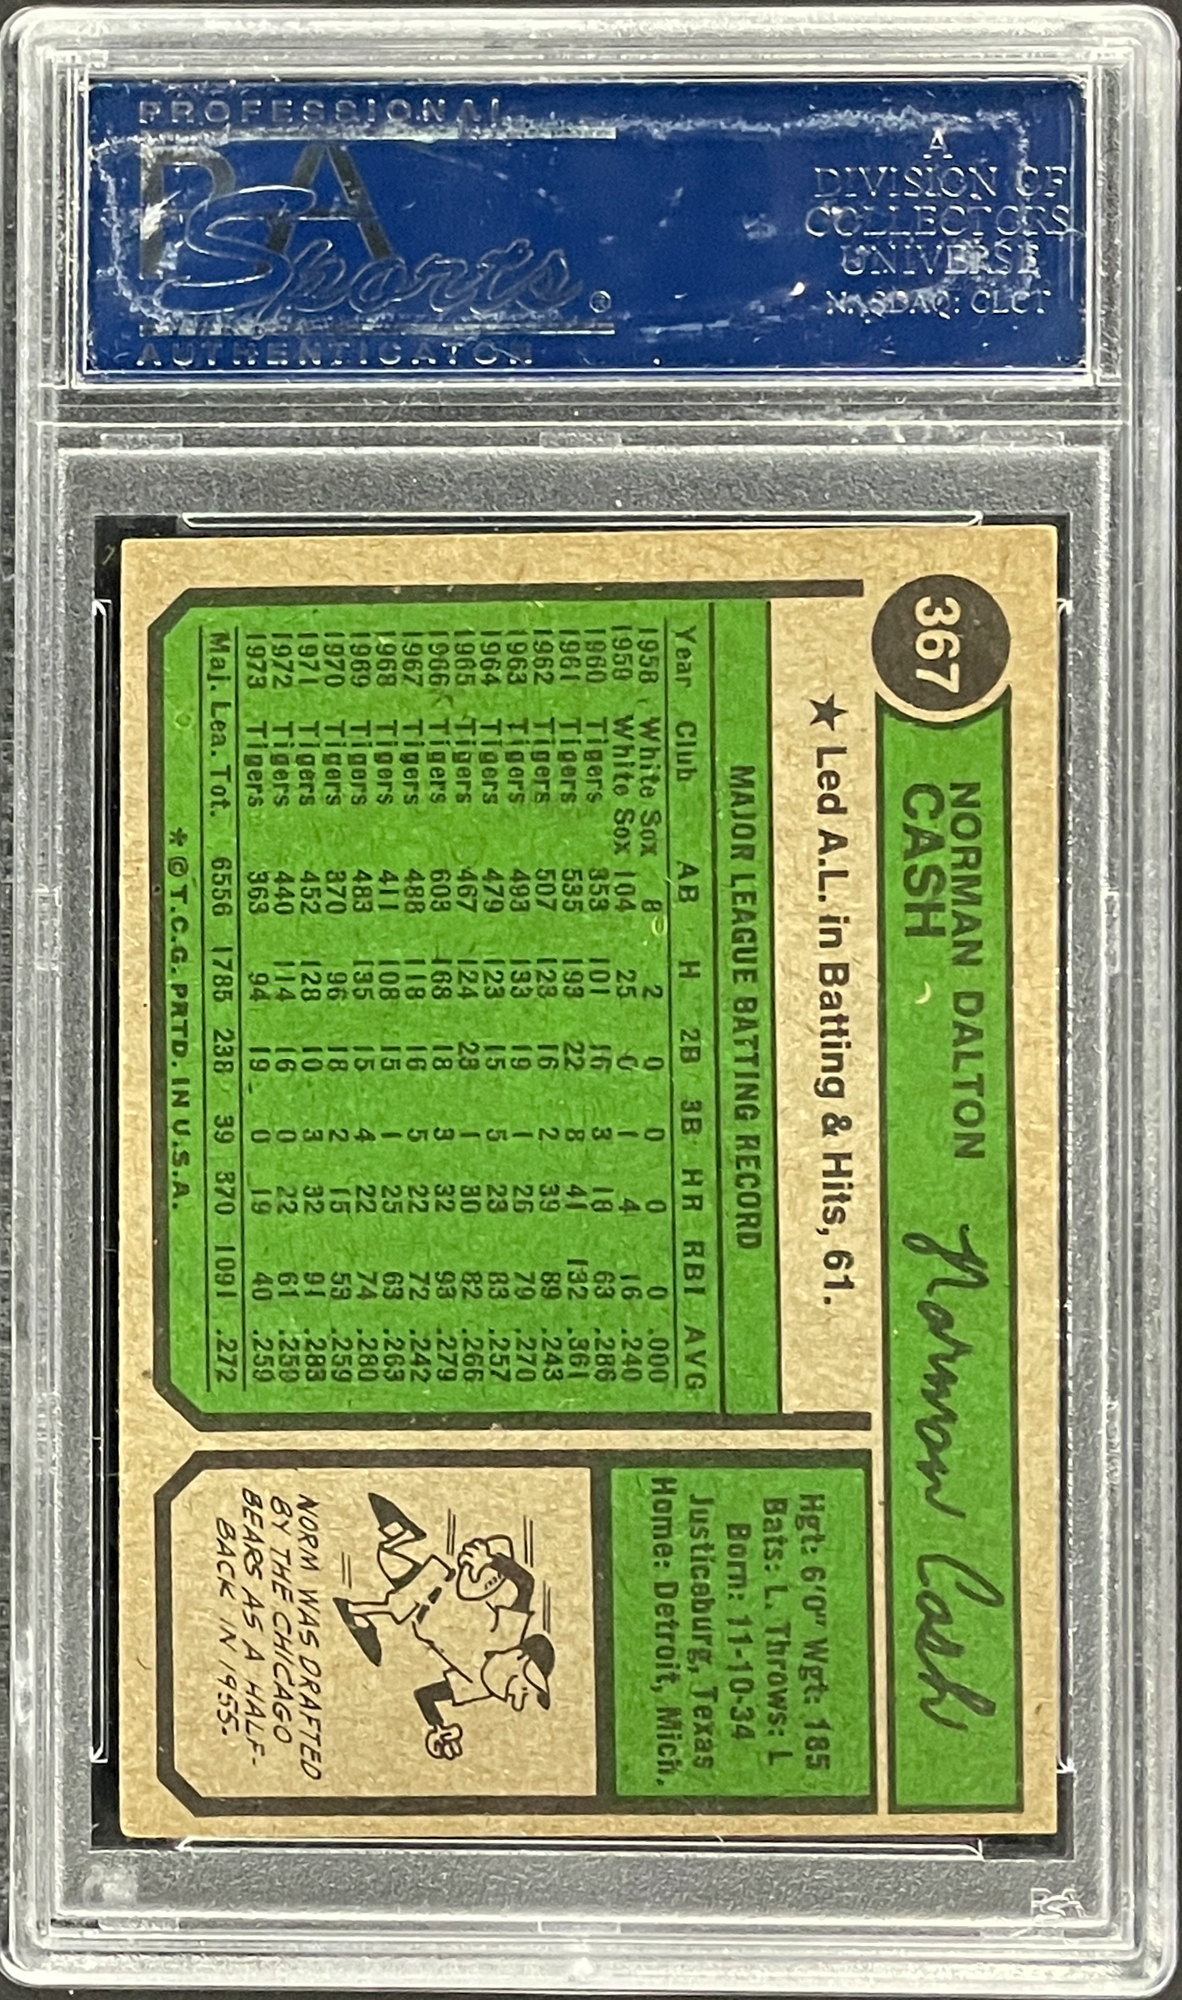 PROFESSIONAL
PSA
Sports®
AUTHENTICATOR
A
DIVISION OF
COLLECTORS
UNIVERSE
NASDAQ: CLCT
367
NORMAN DALTON
CASH
Norman Cash
★ Led A.L. in Batting & Hits, 61.
MAJOR LEAGUE BATTING RECORD
Year Club AB H 2B 3B HR RBI AVG
1958 White Sox 8 2 0 0 0 0 .000
1959 White Sox 104 25 0 1 4 16 .240
1960 Tigers 353 101 16 3 18 63 .286
1961 Tigers 535 193 22 8 41 132 .361
1962 Tigers 507 123 16 2 39 89 .243
1963 Tigers 493 133 19 1 26 79 .270
1964 Tigers 479 123 15 5 23 83 .257
1965 Tigers 467 124 23 1 30 82 .266
1966 Tigers 603 168 18 3 32 93 .279
1967 Tigers 488 118 16 5 22 72 .242
1968 Tigers 411 108 15 1 25 63 .263
1969 Tigers 483 135 15 4 22 74 .280
1970 Tigers 370 96 18 2 15 53 .259
1971 Tigers 452 128 10 3 32 91 .283
1972 Tigers 440 114 16 0 22 61 .259
1973 Tigers 363 94 19 0 19 40 .259
Maj. Lea. Tot. 6556 1785 238 39 370 1091 .272
* © T.C.G. PRTD. IN U.S.A.
Hgt: 6'0" Wgt: 185
Bats: L Throws: L
Born: 11-10-34
Justiceburg, Texas
Home: Detroit, Mich.
NORM WAS DRAFTED
BY THE CHICAGO
BEARS AS A HALF-
BACK IN 1955.
PSA